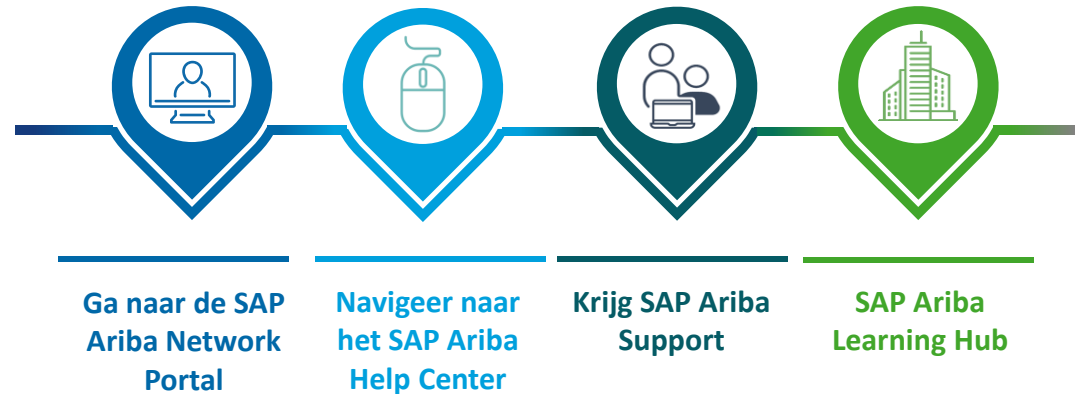 Ga naar de SAP
Ariba Network
Portal
Navigeer naar
het SAP Ariba
Help Center
Krijg SAP Ariba
Support
SAP Ariba
Learning Hub